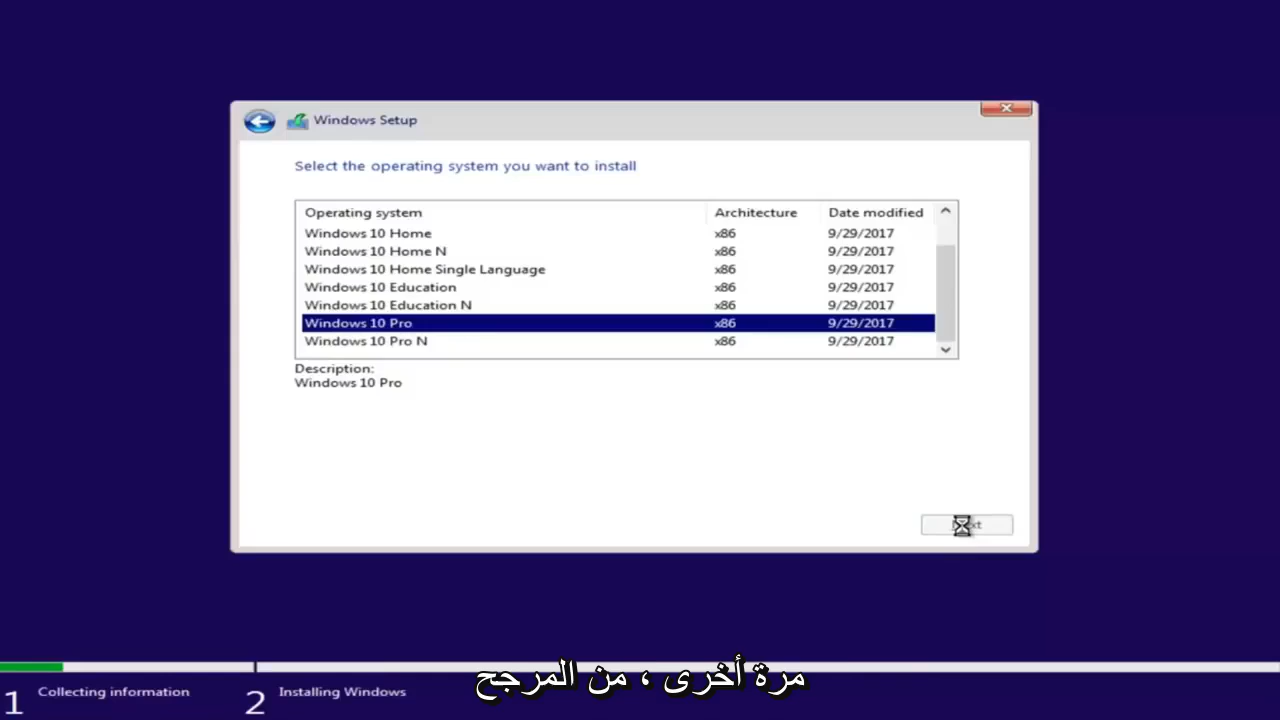 Windows Setup
Select the operating system you want to install
Operating system Architecture Date modified
Windows 10 Home x86 9/29/2017
Windows 10 Home N x86 9/29/2017
Windows 10 Home Single Language x86 9/29/2017
Windows 10 Education x86 9/29/2017
Windows 10 Education N x86 9/29/2017
Windows 10 Pro x86 9/29/2017
Windows 10 Pro N x86 9/29/2017
Description:
Windows 10 Pro
مرة أخرى ، من المرجح
1 Collecting information 2 Installing Windows